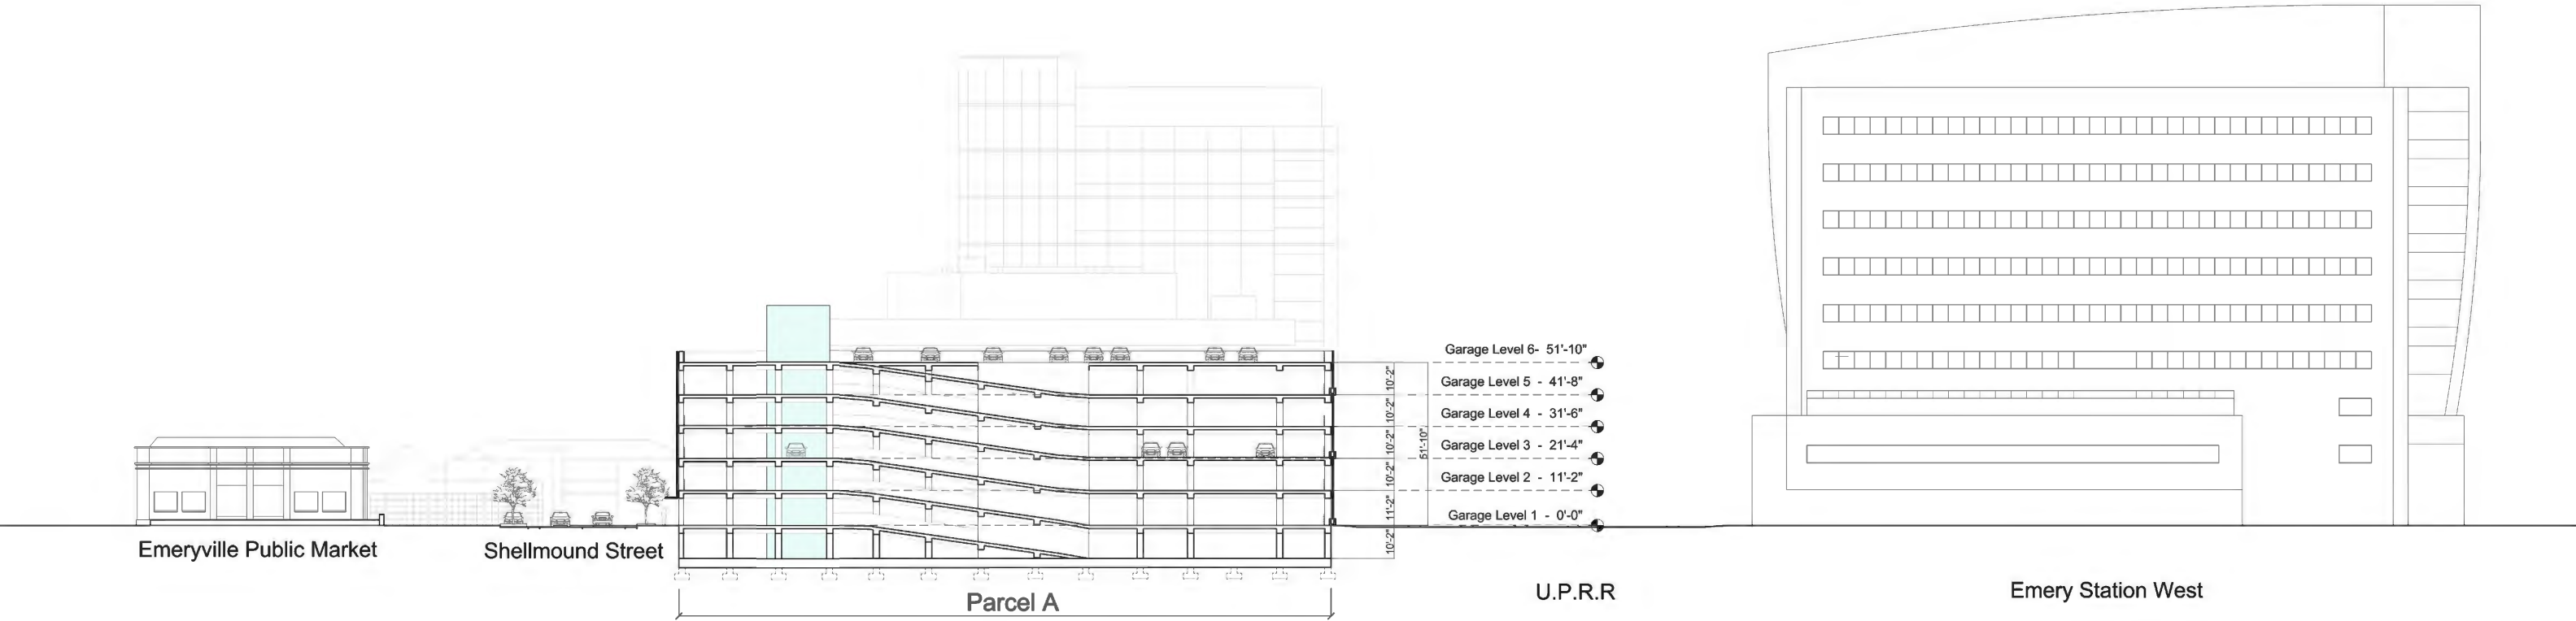 Garage Level 6- 51'-10"
Garage Level 5 - 41'-8"
Garage Level 4 - 31'-6"
Garage Level 3 - 21'-4"
Garage Level 2 - 11'-2"
Garage Level 1 - 0'-0"
10'-2"
10'-2"
10'-2"
10'-2"
11'-2"
10'-2"
51'-10"
Emeryville Public Market
Shellmound Street
Parcel A
U.P.R.R
Emery Station West